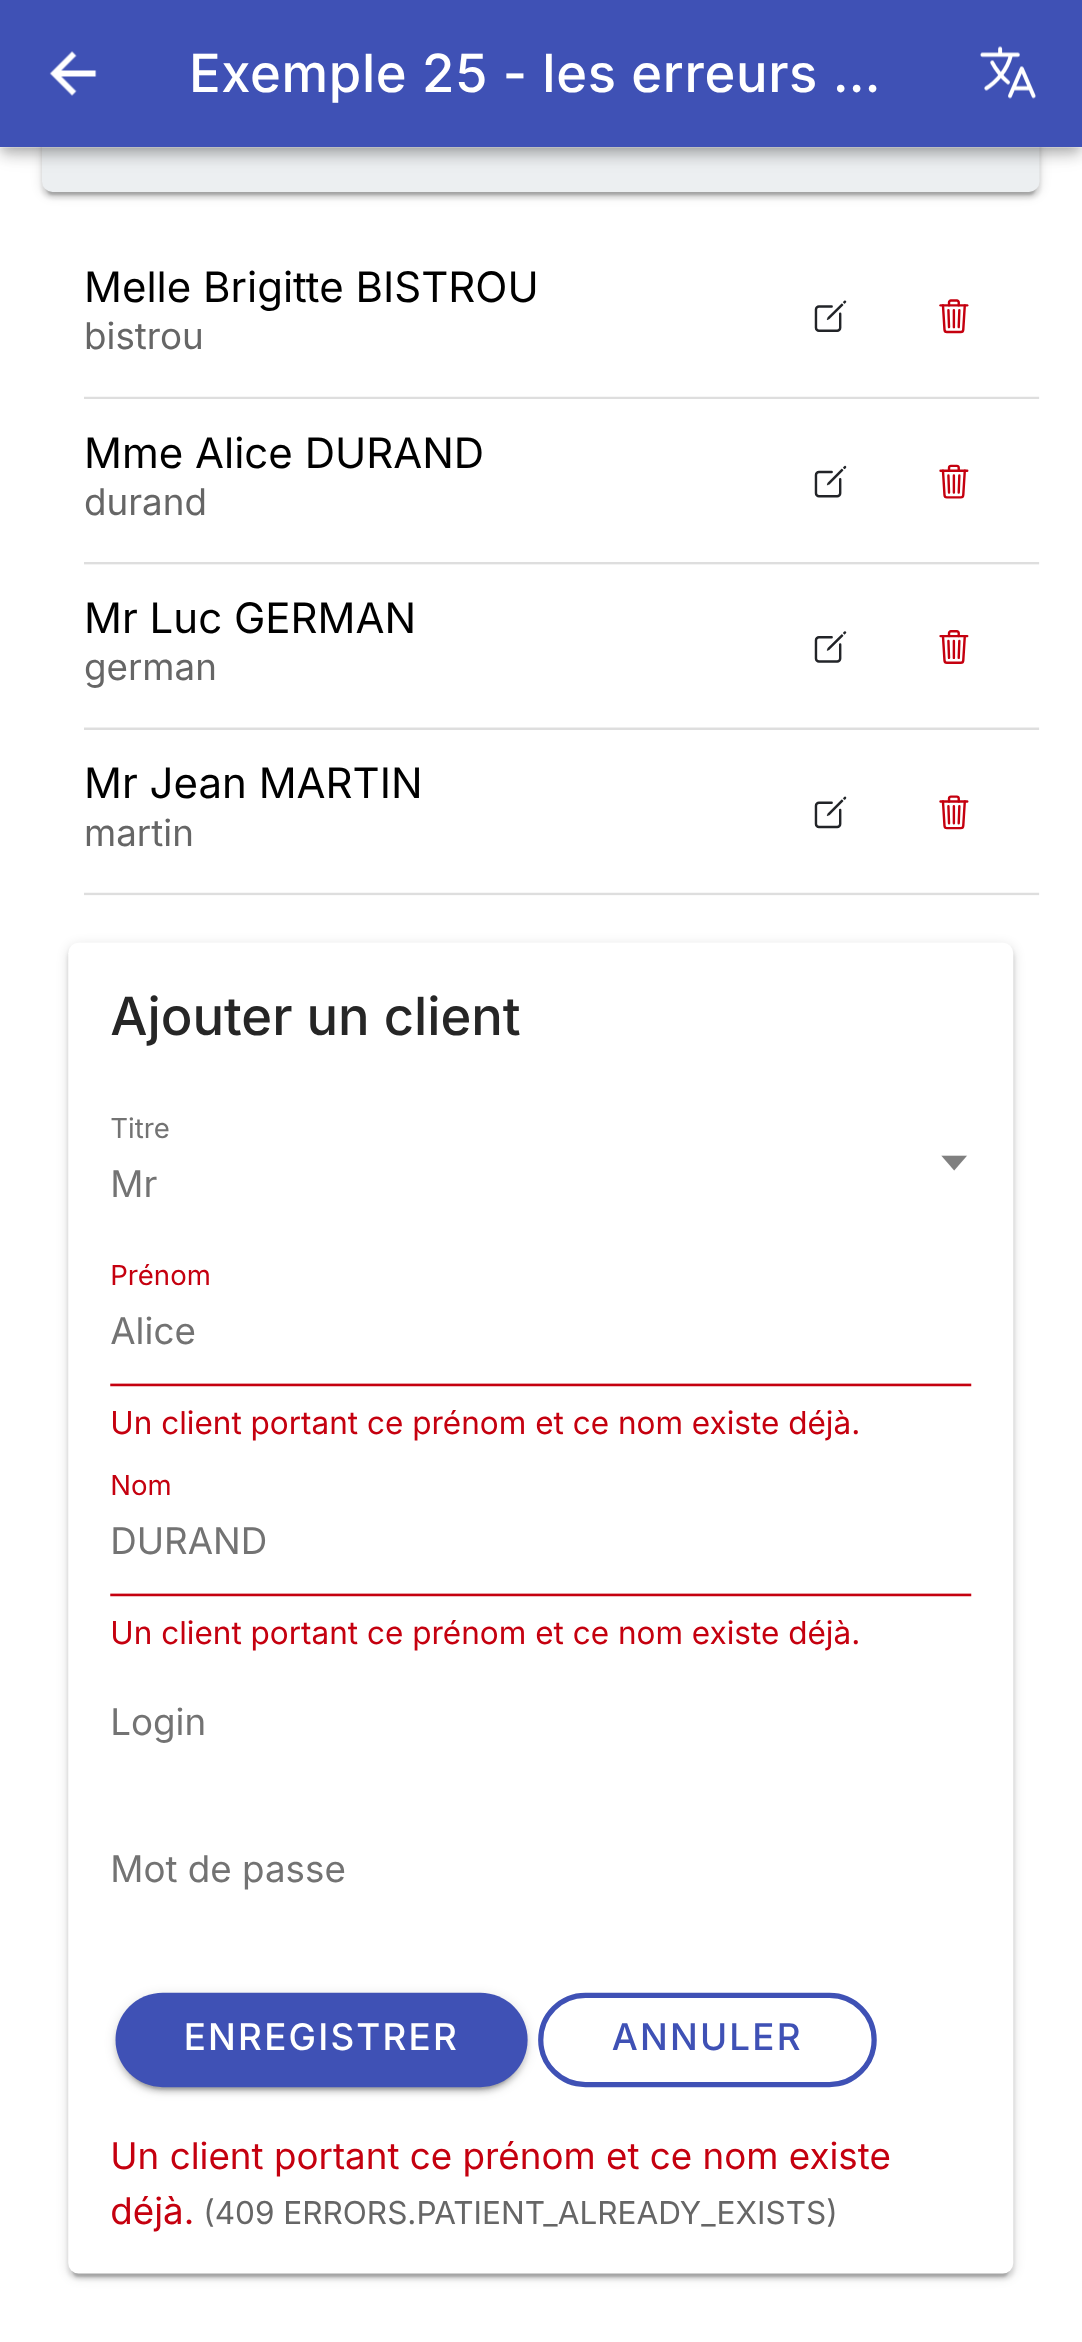 Exemple 25 - les erreurs ...
Melle Brigitte BISTROU
bistrou
Mme Alice DURAND
durand
Mr Luc GERMAN
german
Mr Jean MARTIN
martin
Ajouter un client
Titre
Mr
Prénom
Alice
Un client portant ce prénom et ce nom existe déjà.
Nom
DURAND
Un client portant ce prénom et ce nom existe déjà.
Login
Mot de passe
ENREGISTRER ANNULER
Un client portant ce prénom et ce nom existe
déjà. (409 ERRORS.PATIENT_ALREADY_EXISTS)